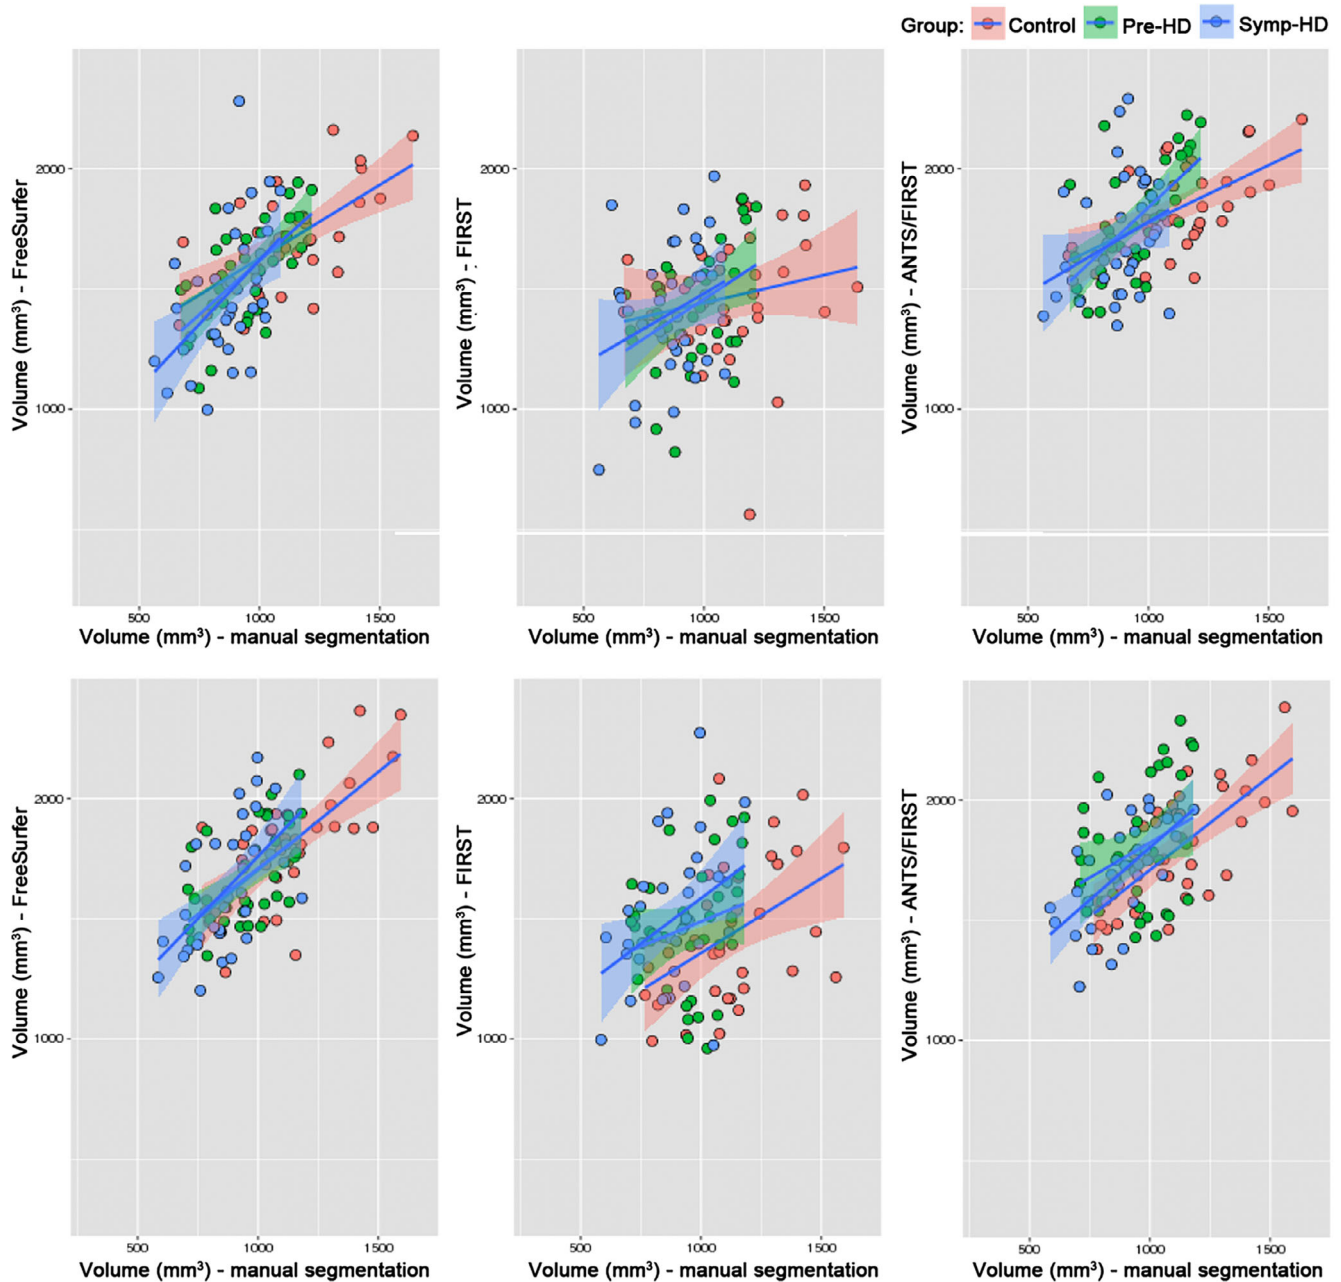 Group: Control Pre-HD Symp-HD
Volume (mm³) - FreeSurfer
2000
1000
500 1000 1500
Volume (mm³) - manual segmentation
Volume (mm³) - FIRST
2000
1000
500 1000 1500
Volume (mm³) - manual segmentation
Volume (mm³) - ANTS/FIRST
2000
1000
500 1000 1500
Volume (mm³) - manual segmentation
Volume (mm³) - FreeSurfer
2000
1000
500 1000 1500
Volume (mm³) - manual segmentation
Volume (mm³) - FIRST
2000
1000
500 1000 1500
Volume (mm³) - manual segmentation
Volume (mm³) - ANTS/FIRST
2000
1000
500 1000 1500
Volume (mm³) - manual segmentation